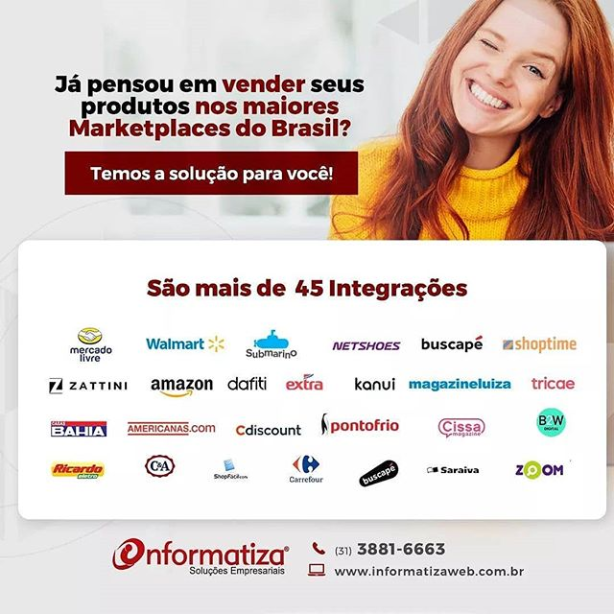 Já pensou em vender seus
produtos nos maiores
Marketplaces do Brasil?
Temos a solução para você!
São mais de 45 Integrações
mercado
livre
Walmart
Submarino
NETSHOES
buscapé
shoptime
ZATTINI
amazon
dafiti
extra
kanui
magazineluiza
tricae
CASAS
BAHIA
AMERICANAS.com
Cdiscount
pontofrio
Cissa
magazine
B2W
DIGITAL
Ricardo
eletro
C&A
ShopFácil.com
Carrefour
buscapé
Saraiva
ZOOM
Informatiza®
Soluções Empresariais
(31) 3881-6663
www.informatizaweb.com.br